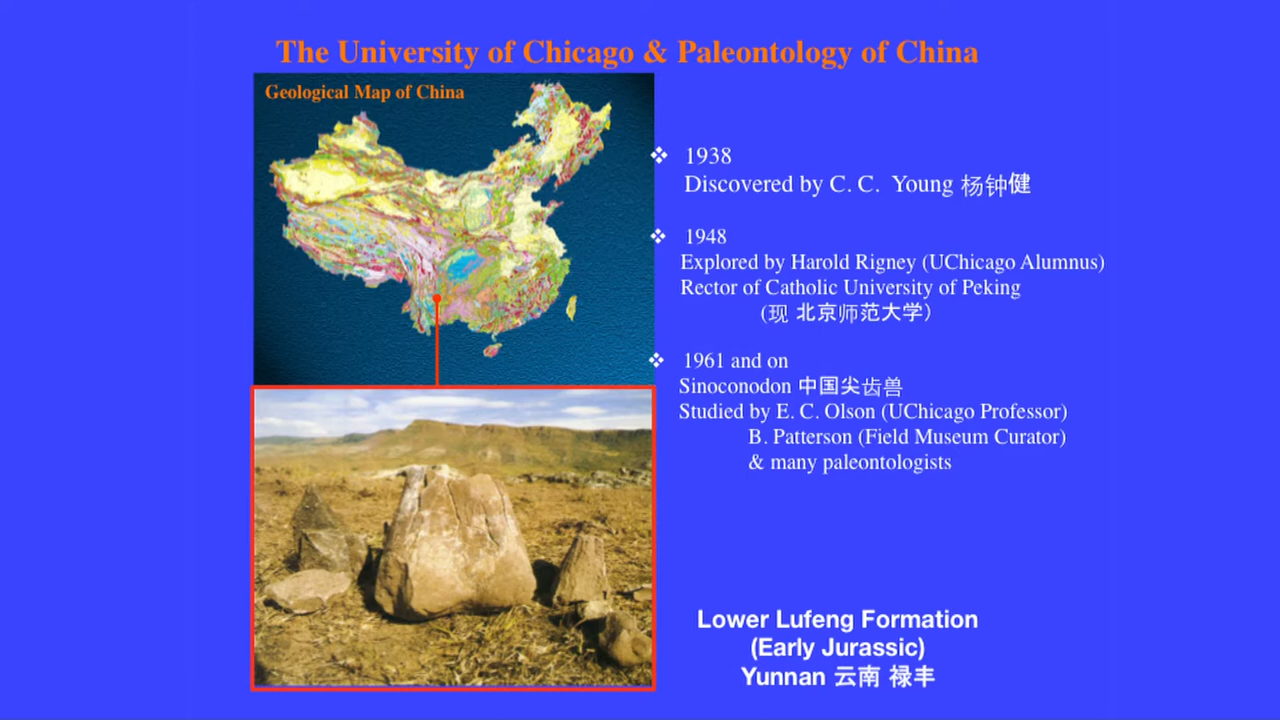 The University of Chicago & Paleontology of China
Geological Map of China
❖ 1938
Discovered by C. C. Young 杨钟健
❖ 1948
Explored by Harold Rigney (UChicago Alumnus)
Rector of Catholic University of Peking
(现 北京师范大学)
❖ 1961 and on
Sinoconodon 中国尖齿兽
Studied by E. C. Olson (UChicago Professor)
B. Patterson (Field Museum Curator)
& many paleontologists
Lower Lufeng Formation
(Early Jurassic)
Yunnan 云南 禄丰